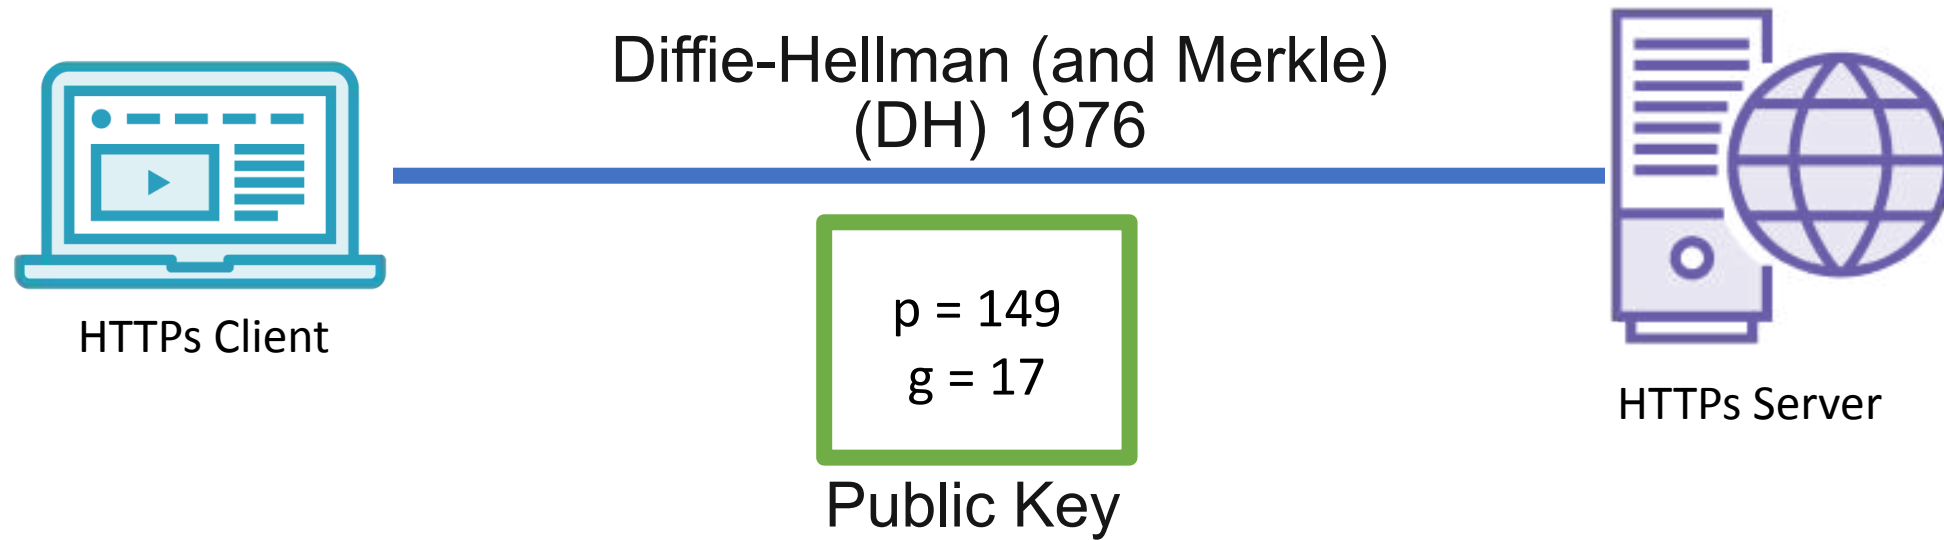 Diffie-Hellman (and Merkle)
(DH) 1976
HTTPs Client
p = 149
g = 17
HTTPs Server
Public Key